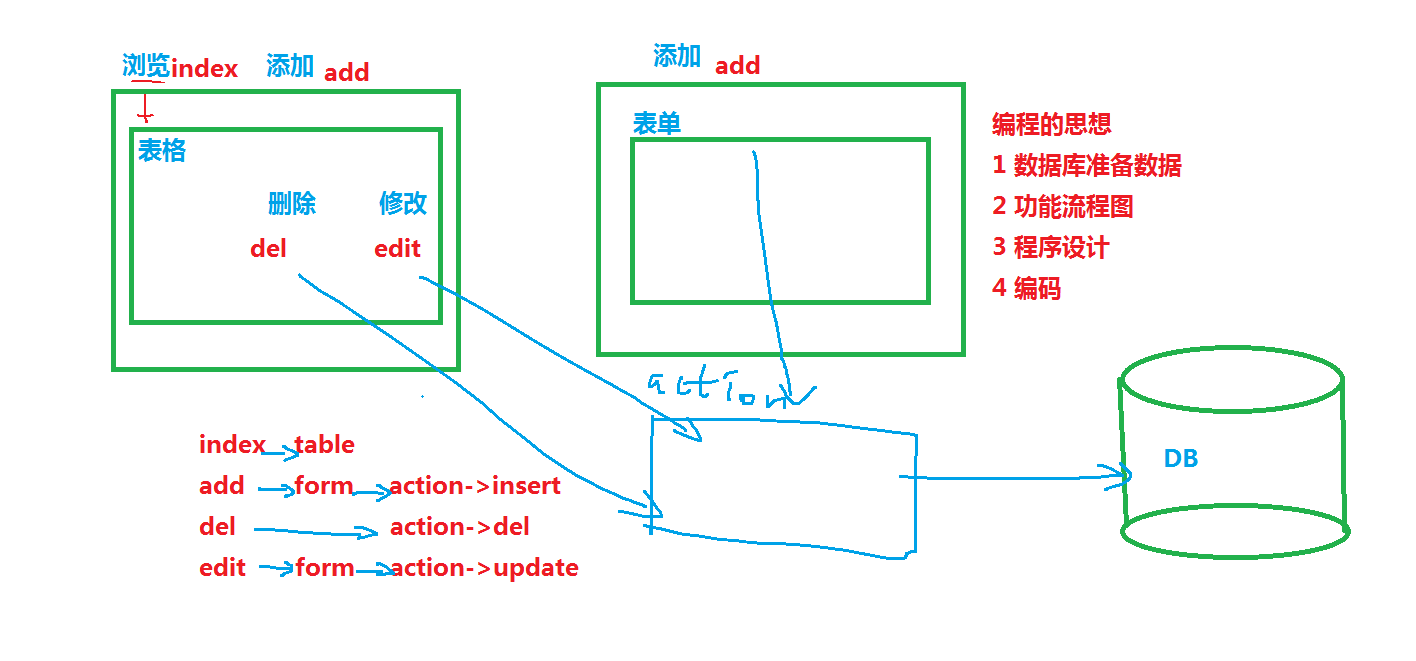 浏览index 添加 add
表格
删除 修改
del edit
添加 add
表单
编程的思想
1 数据库准备数据
2 功能流程图
3 程序设计
4 编码
action
DB
index table
add form action->insert
del action->del
edit form action->update